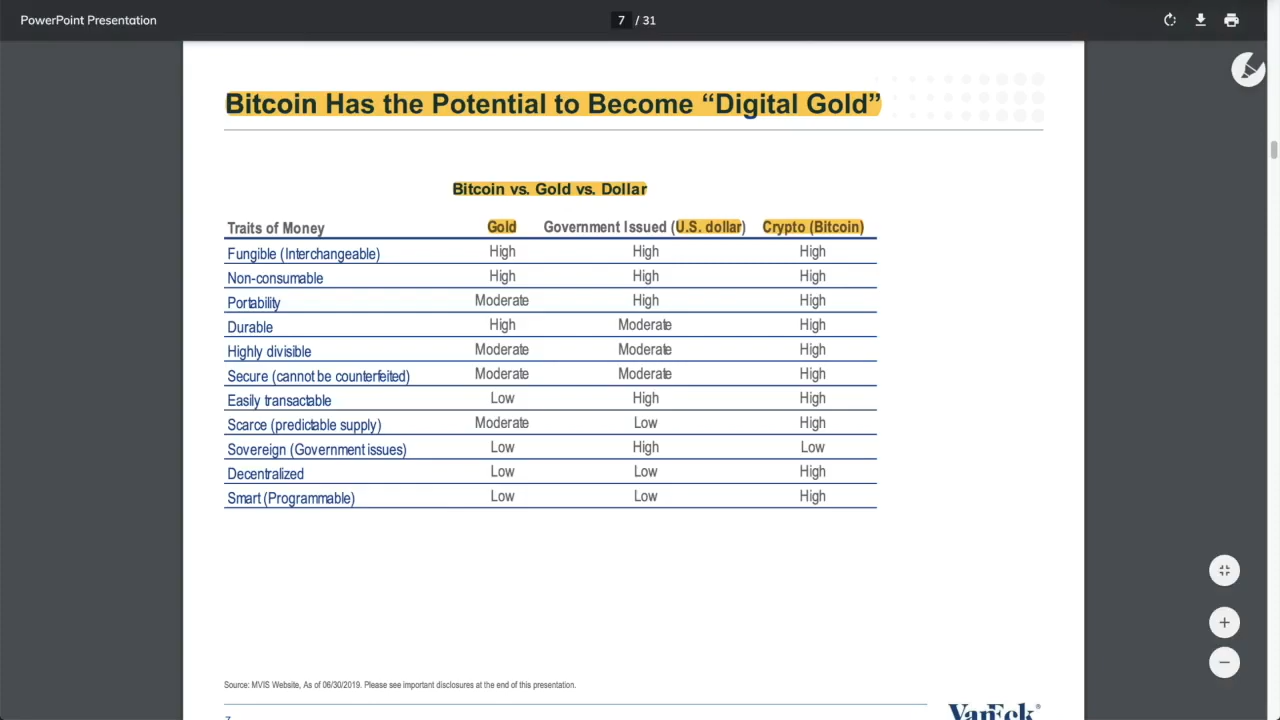 PowerPoint Presentation 7 / 31
Bitcoin Has the Potential to Become “Digital Gold”
Bitcoin vs. Gold vs. Dollar
Traits of Money Gold Government Issued (U.S. dollar) Crypto (Bitcoin)
Fungible (Interchangeable) High High High
Non-consumable High High High
Portability Moderate High High
Durable High Moderate High
Highly divisible Moderate Moderate High
Secure (cannot be counterfeited) Moderate Moderate High
Easily transactable Low High High
Scarce (predictable supply) Moderate Low High
Sovereign (Government issues) Low High Low
Decentralized Low Low High
Smart (Programmable) Low Low High
Source: MVIS Website, As of 06/30/2019. Please see important disclosures at the end of this presentation.
7 VanEck®